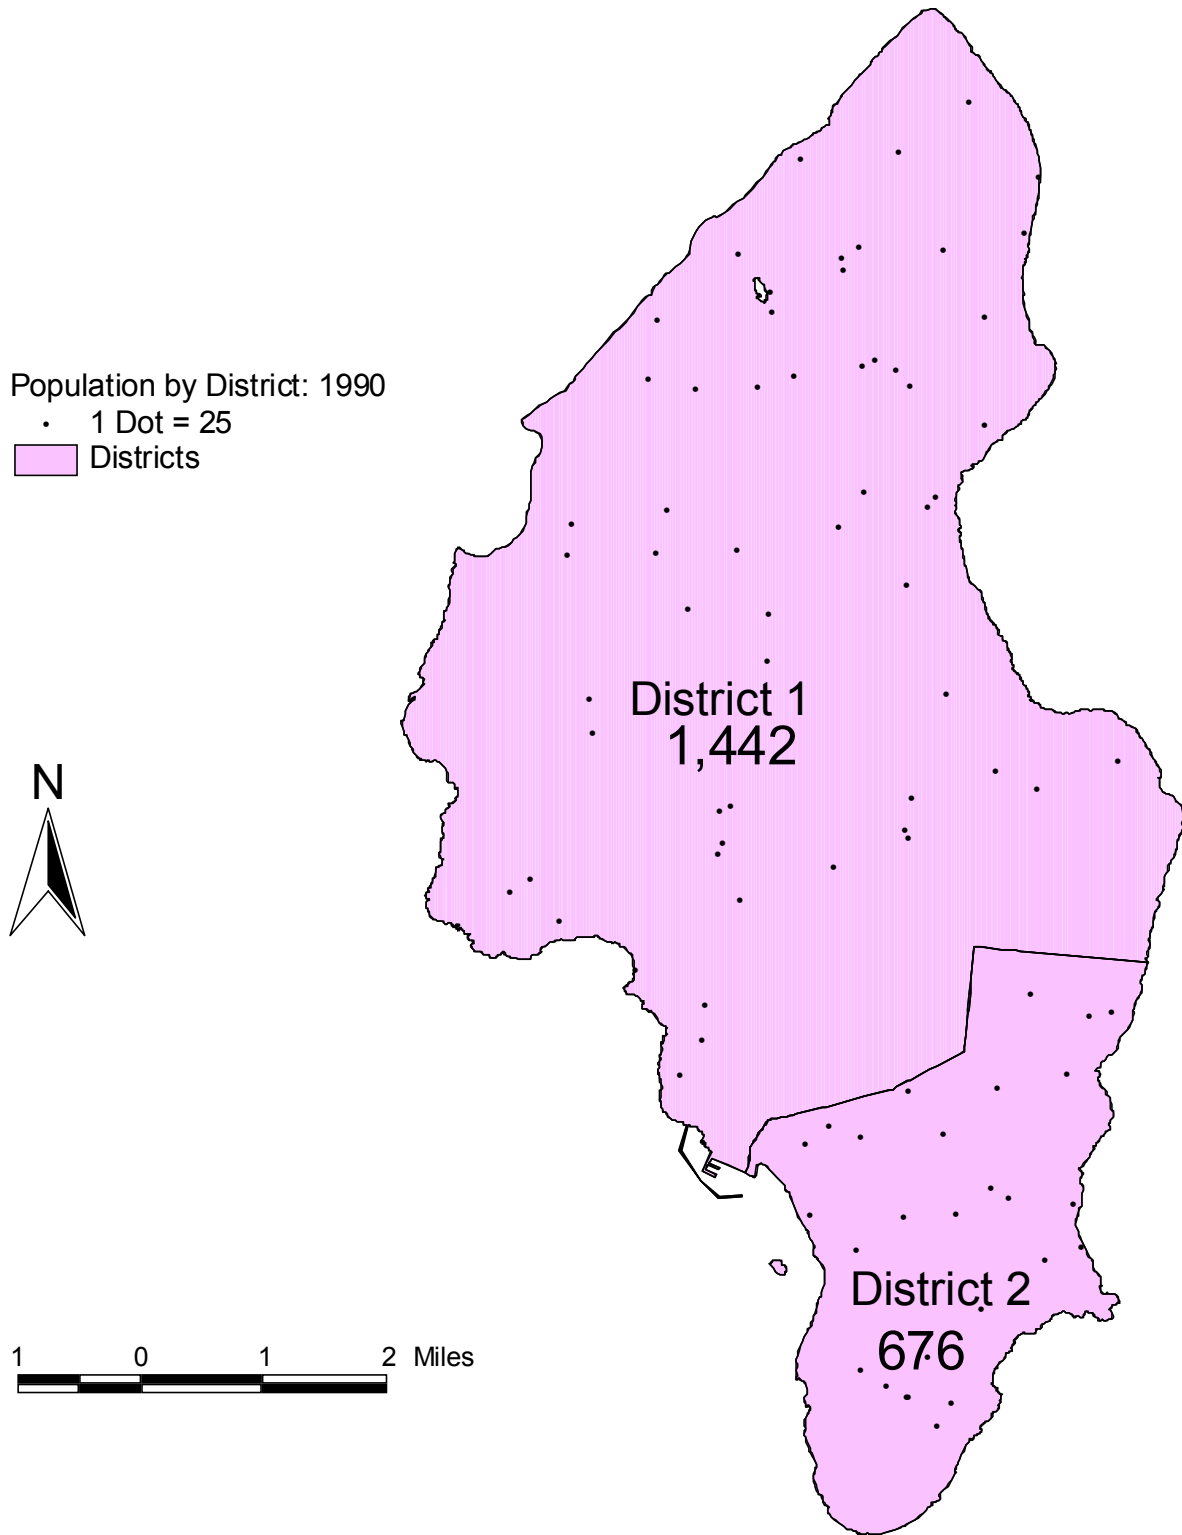 Population by District: 1990
1 Dot = 25
Districts
District 1
1,442
N
District 2
676
1 0 1 2 Miles